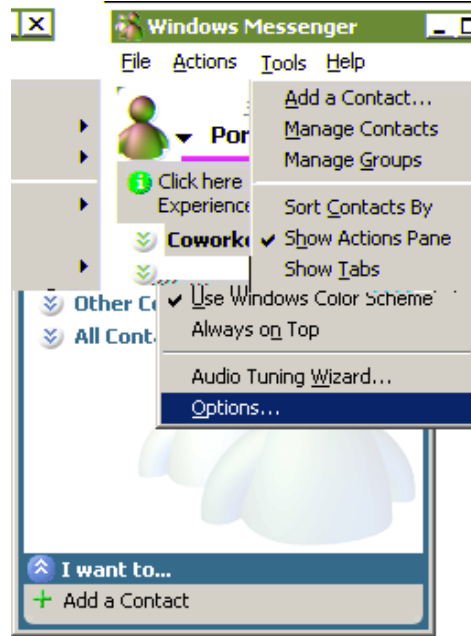 Windows Messenger
File Actions Tools Help
Add a Contact...
Por
Manage Contacts
Manage Groups
Click here
Experience
Sort Contacts By
Cowork
Show Actions Pane
Show Tabs
Other Co
Use Windows Color Scheme
All Cont
Always on Top
Audio Tuning Wizard...
Options...
I want to...
Add a Contact